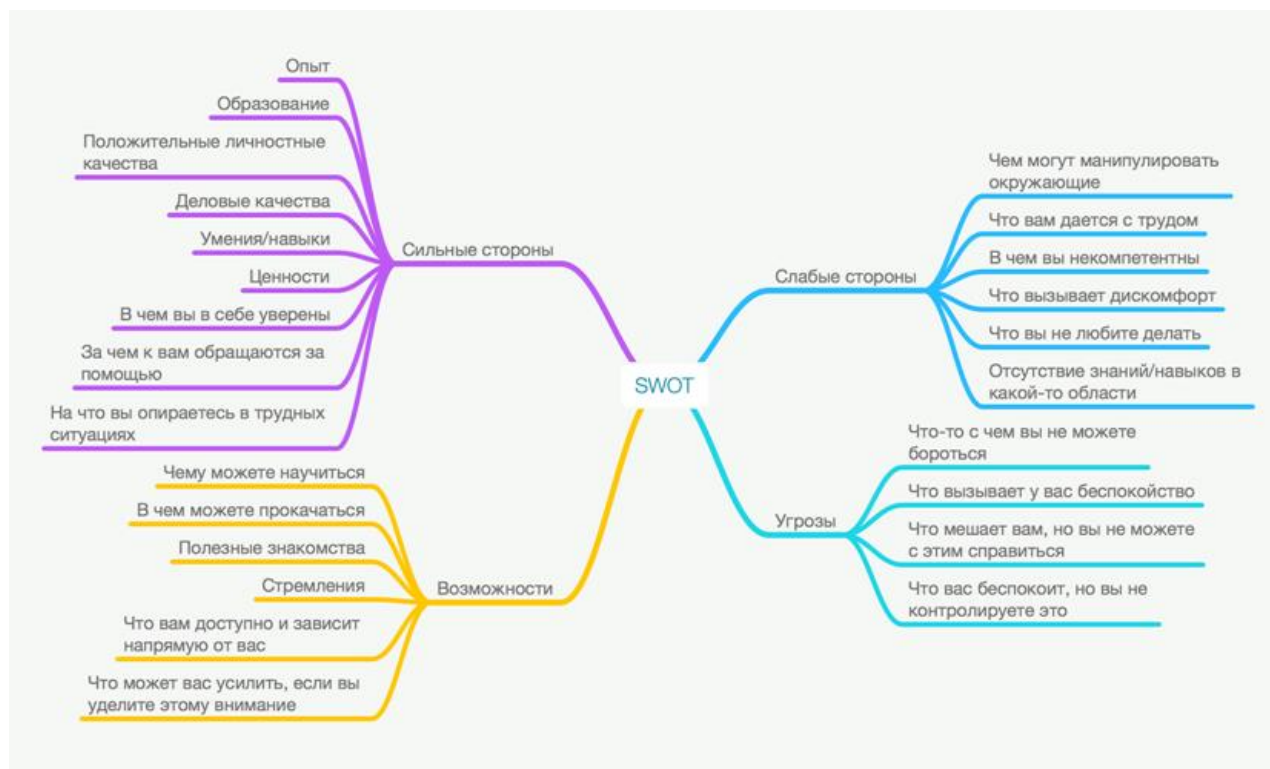 Опыт
Образование
Положительные личностные
качества
Деловые качества
Умения/навыки
Ценности
В чем вы в себе уверены
За чем к вам обращаются за
помощью
На что вы опираетесь в трудных
ситуациях
Сильные стороны
Чему можете научиться
В чем можете прокачаться
Полезные знакомства
Стремления
Что вам доступно и зависит
напрямую от вас
Что может вас усилить, если вы
уделите этому внимание
Возможности
SWOT
Слабые стороны
Чем могут манипулировать
окружающие
Что вам дается с трудом
В чем вы некомпетентны
Что вызывает дискомфорт
Что вы не любите делать
Отсутствие знаний/навыков в
какой-то области
Угрозы
Что-то с чем вы не можете
бороться
Что вызывает у вас беспокойство
Что мешает вам, но вы не можете
с этим справиться
Что вас беспокоит, но вы не
контролируете это